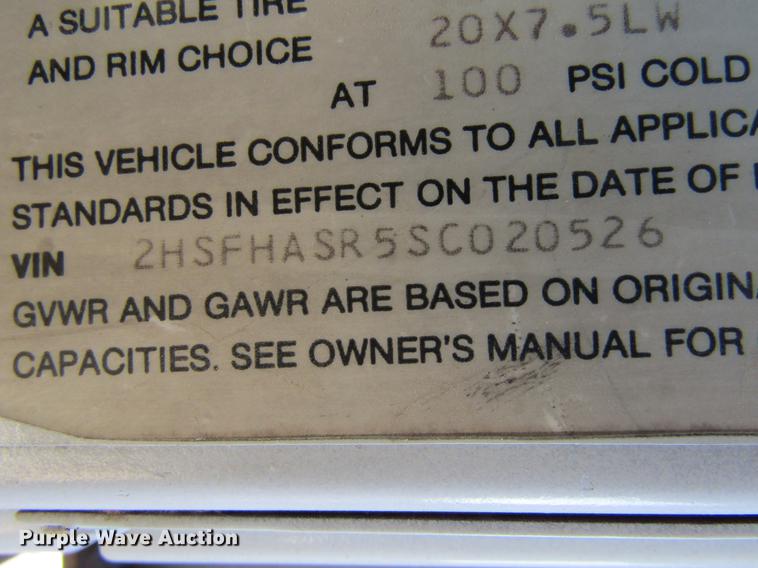 A SUITABLE TIRE
20X7.5LW
AND RIM CHOICE
AT 100 PSI COLD
THIS VEHICLE CONFORMS TO ALL
STANDARDS IN EFFECT ON THE DATE OF
VIN 2HSFHASR5SC020526
GVWR AND GAWR ARE BASED ON
CAPACITIES. SEE OWNER'S MANUAL FOR
Purple Wave Auction